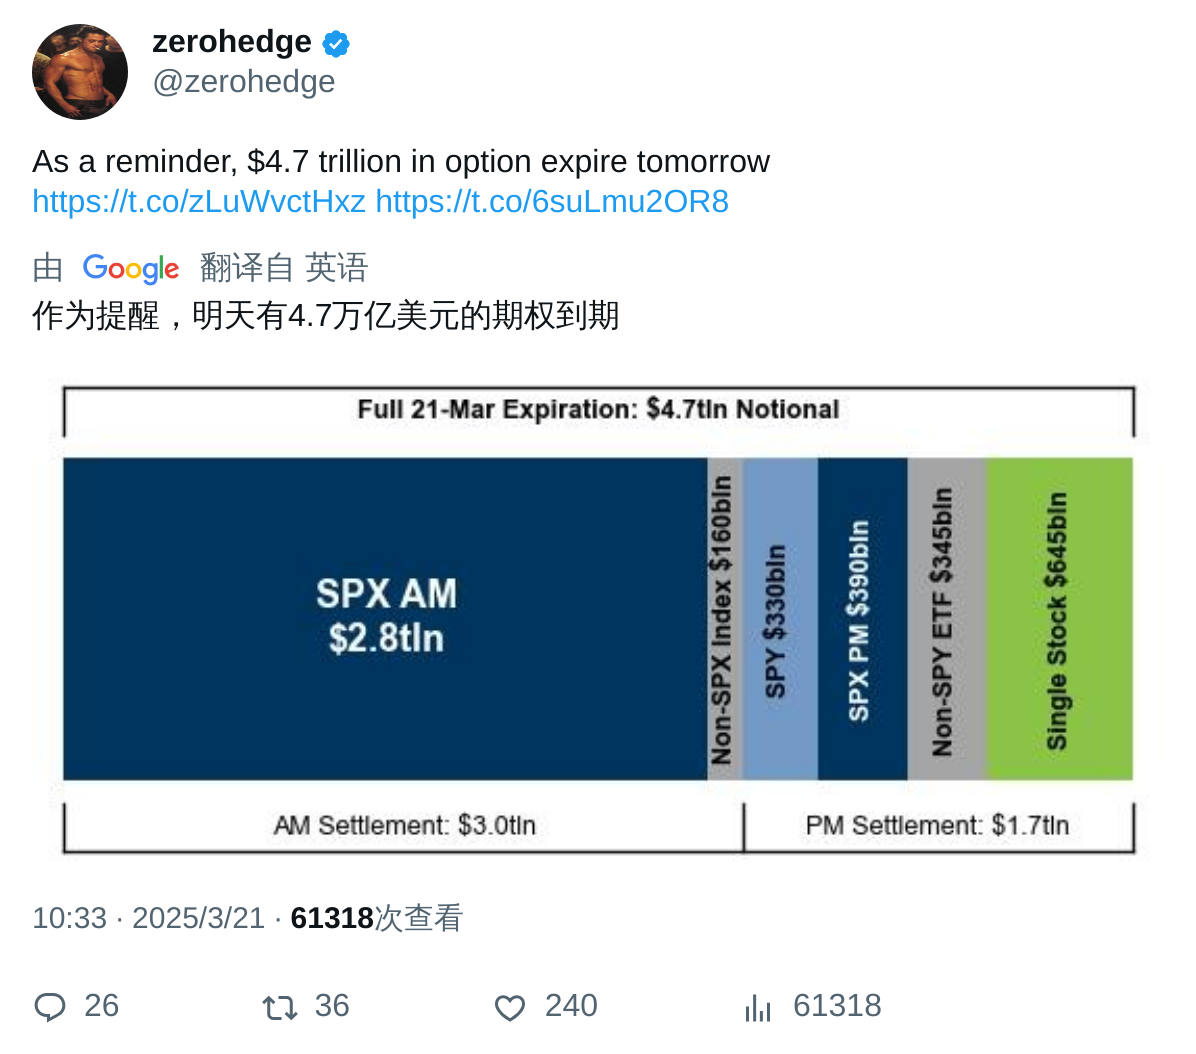 zerohedge
@zerohedge
As a reminder, $4.7 trillion in option expire tomorrow
https://t.co/zLuWvctHxz https://t.co/6suLmu2OR8
由 Google 翻译自 英语
作为提醒，明天有4.7万亿美元的期权到期
Full 21-Mar Expiration: $4.7tln Notional
SPX AM
$2.8tln
Non-SPX Index $160bln
SPY $330bln
SPX PM $390bln
Non-SPY ETF $345bln
Single Stock $645bln
AM Settlement: $3.0tln
PM Settlement: $1.7tln
10:33 · 2025/3/21 · 61318次查看
26 36 240 61318